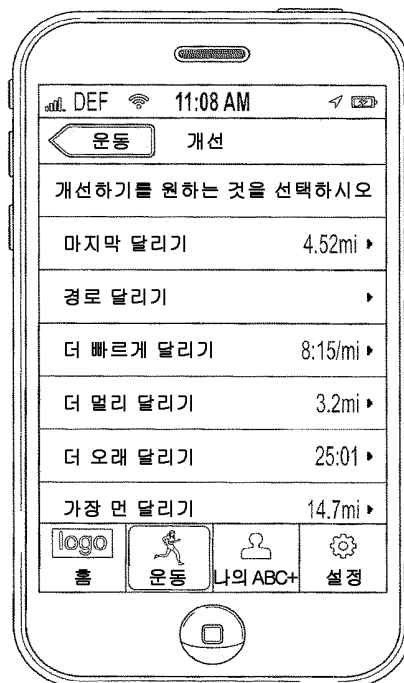 DEF 11:08 AM
운동 개선
개선하기를 원하는 것을 선택하시오
마지막 달리기 4.52mi
경로 달리기
더 빠르게 달리기 8:15/mi
더 멀리 달리기 3.2mi
더 오래 달리기 25:01
가장 먼 달리기 14.7mi
logo
홈 운동 나의 ABC+ 설정